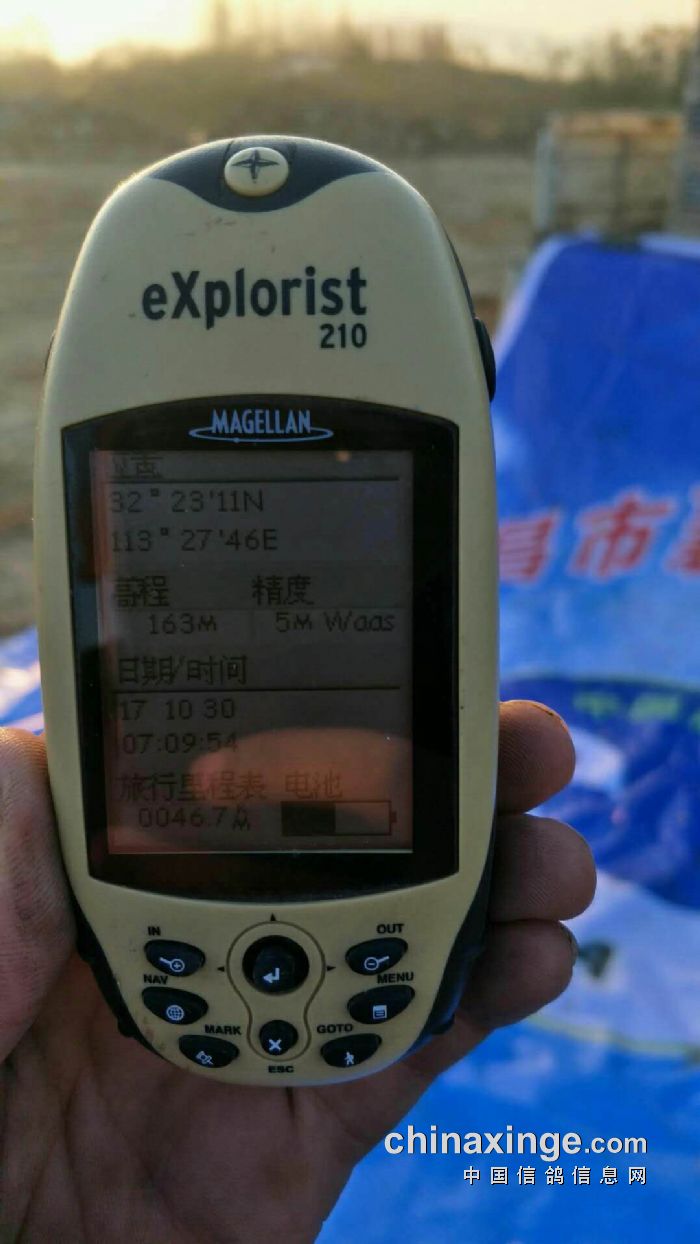 eXplorist
210
MAGELLAN
32° 23'11N
113° 27'46E
高程 精度
163M 5M Waas
日期/时间
17 10 30
07:09:54
旅行里程表 电池
0046.7
IN
OUT
NAV
MENU
MARK
GOTO
ESC
昌市
chinaxinge.com
中国信鸽信息网